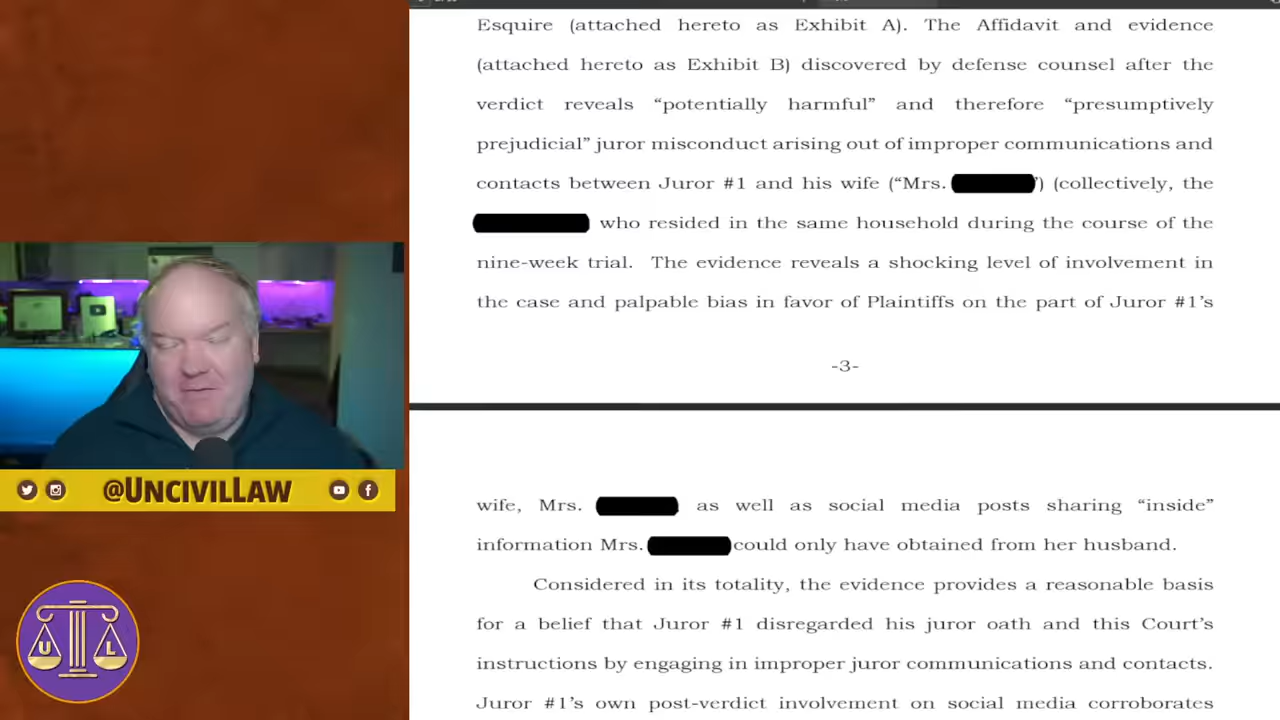 Esquire (attached hereto as Exhibit A). The Affidavit and evidence
(attached hereto as Exhibit B) discovered by defense counsel after the
verdict reveals “potentially harmful” and therefore “presumptively
prejudicial” juror misconduct arising out of improper communications and
contacts between Juror #1 and his wife (“Mrs. ”) (collectively, the
who resided in the same household during the course of the
nine-week trial. The evidence reveals a shocking level of involvement in
the case and palpable bias in favor of Plaintiffs on the part of Juror #1’s
-3-
wife, Mrs. as well as social media posts sharing “inside”
information Mrs. could only have obtained from her husband.
Considered in its totality, the evidence provides a reasonable basis
for a belief that Juror #1 disregarded his juror oath and this Court’s
instructions by engaging in improper juror communications and contacts.
Juror #1’s own post-verdict involvement on social media corroborates
@UNCIVILLAW
U L